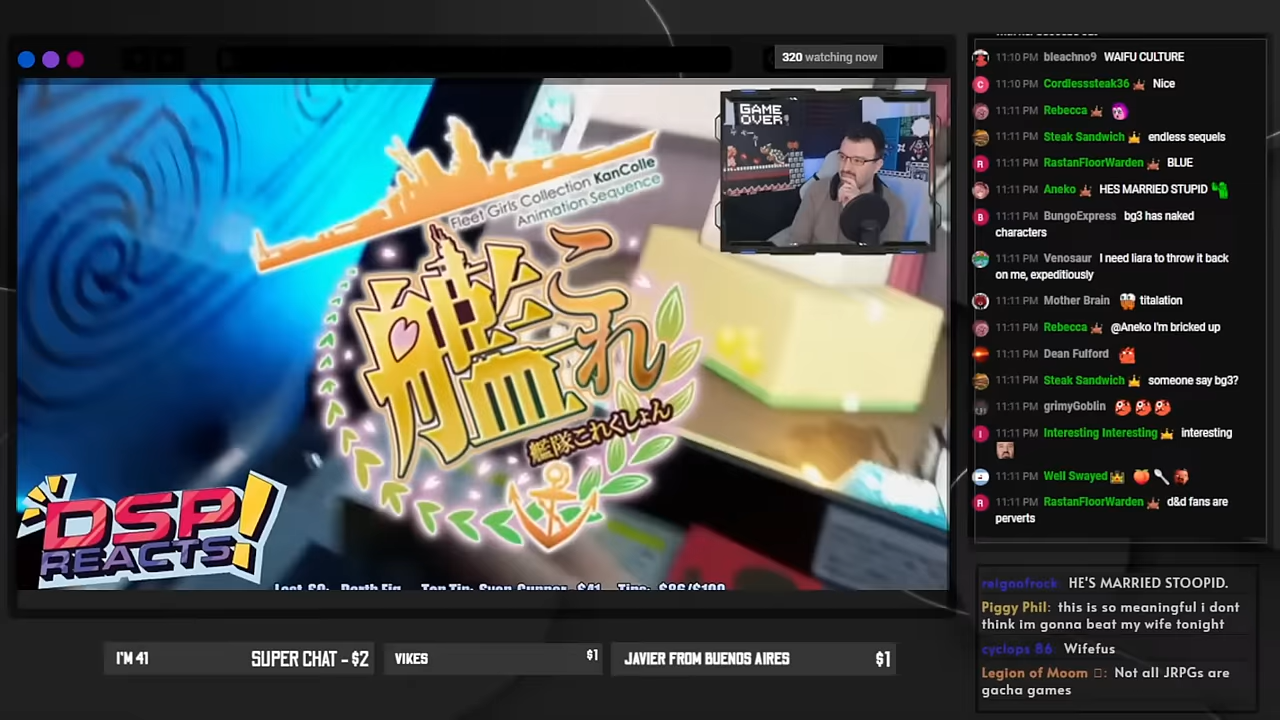 320 watching now
GAME
OVER
Fleet Girls Collection KanColle
Animation Sequence
艦これ
艦隊これくしょん
DSP
REACTS!
I'M 41
SUPER CHAT - $2
VIKES
$1
JAVIER FROM BUENOS AIRES
$1
11:10 PM bleachno9 WAIFU CULTURE
11:10 PM Cordlesssteak36 Nice
11:11 PM Rebecca
11:11 PM Steak Sandwich endless sequels
11:11 PM RastanFloorWarden BLUE
11:11 PM Aneko HES MARRIED STUPID
11:11 PM BungoExpress bg3 has naked
characters
11:11 PM Venosaur I need liara to throw it back
on me, expeditiously
11:11 PM Mother Brain titalation
11:11 PM Rebecca @Aneko I'm bricked up
11:11 PM Dean Fulford
11:11 PM Steak Sandwich someone say bg3?
11:11 PM grimyGoblin
11:11 PM Interesting Interesting interesting
11:11 PM Well Swayed
11:11 PM RastanFloorWarden d&d fans are
perverts
reignofrock: HE'S MARRIED STOOPID.
Piggy Phil: this is so meaningful i dont
think im gonna beat my wife tonight
cyclops 86: Wifefus
Legion of Moom : Not all JRPGs are
gacha games